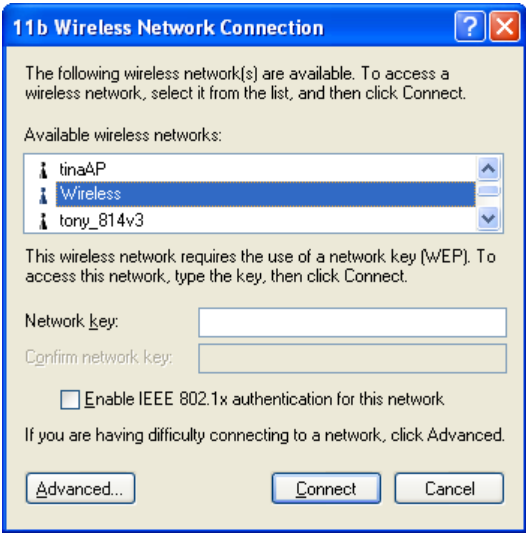 11b Wireless Network Connection
The following wireless network(s) are available. To access a
wireless network, select it from the list, and then click Connect.
Available wireless networks:
tinaAP
Wireless
tony_814v3
This wireless network requires the use of a network key (WEP). To
access this network, type the key, then click Connect.
Network key:
Confirm network key:
Enable IEEE 802.1x authentication for this network
If you are having difficulty connecting to a network, click Advanced.
Advanced... Connect Cancel